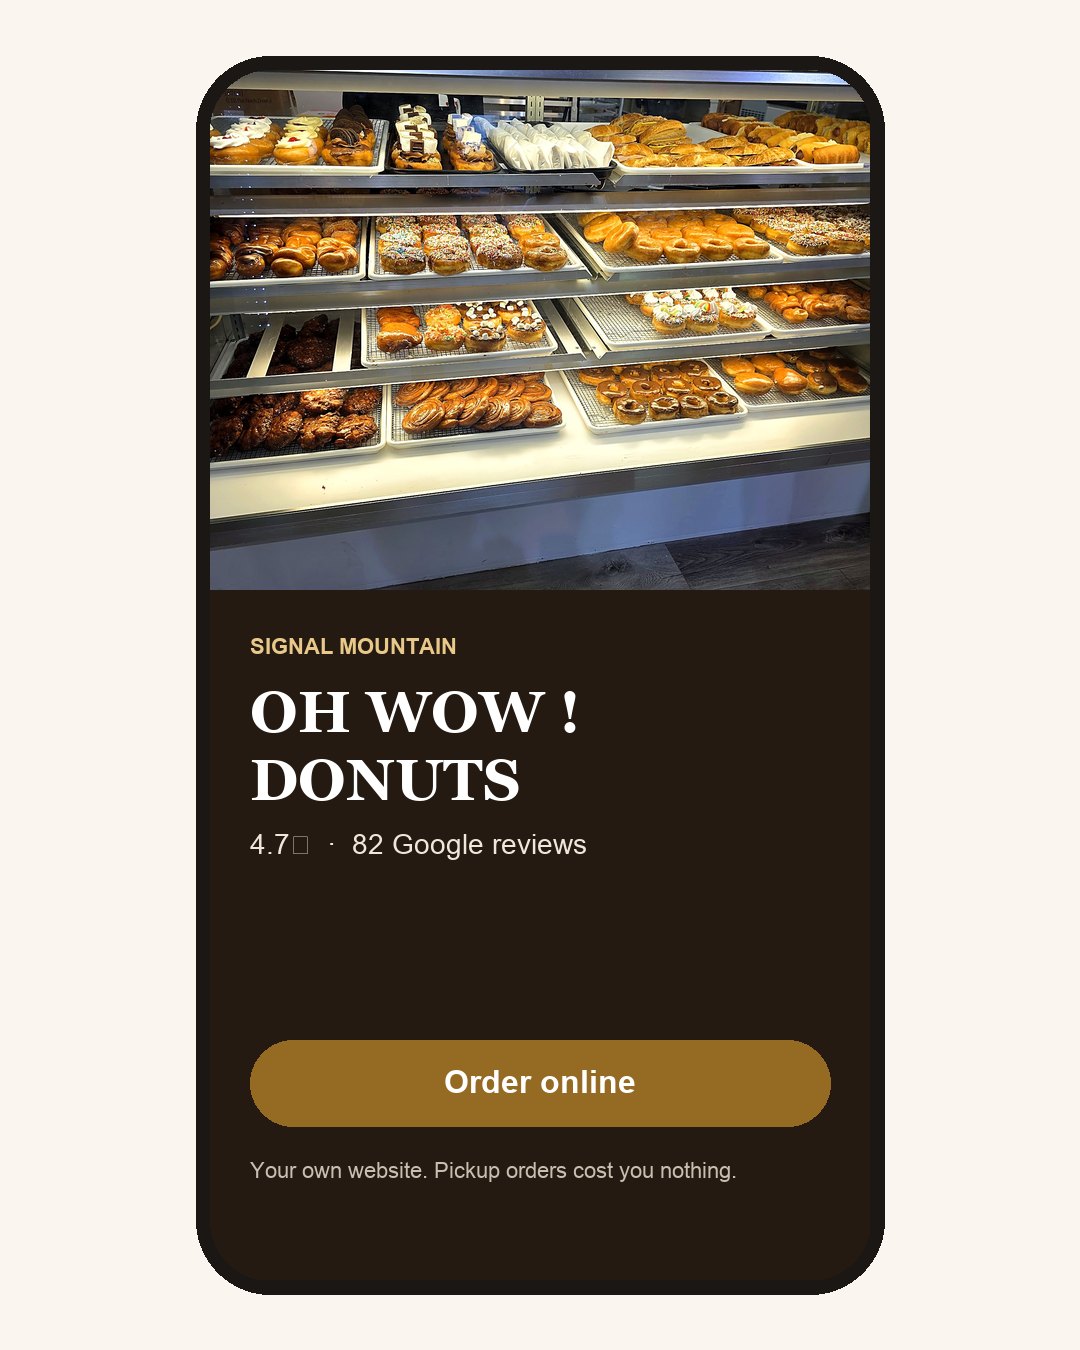 SIGNAL MOUNTAIN
OH WOW !
DONUTS
4.7□ · 82 Google reviews
Order online
Your own website. Pickup orders cost you nothing.